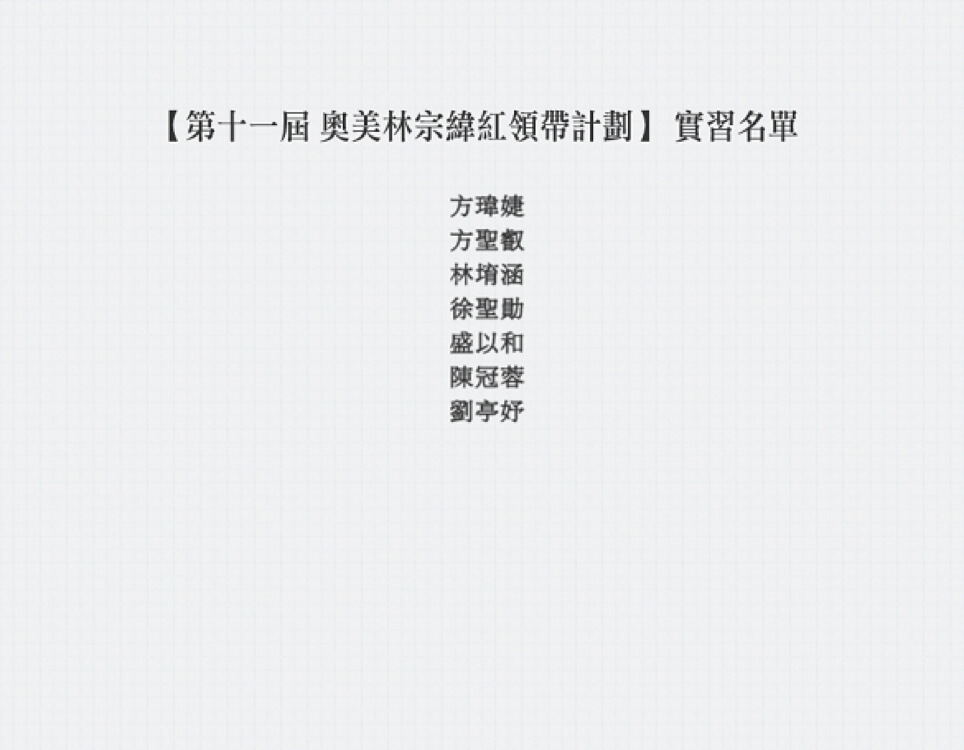 【第十一屆 奧美林宗緯紅領帶計劃】 實習名單
方瑋婕
方聖叡
林堉涵
徐聖勛
盛以和
陳冠蓉
劉亭妤